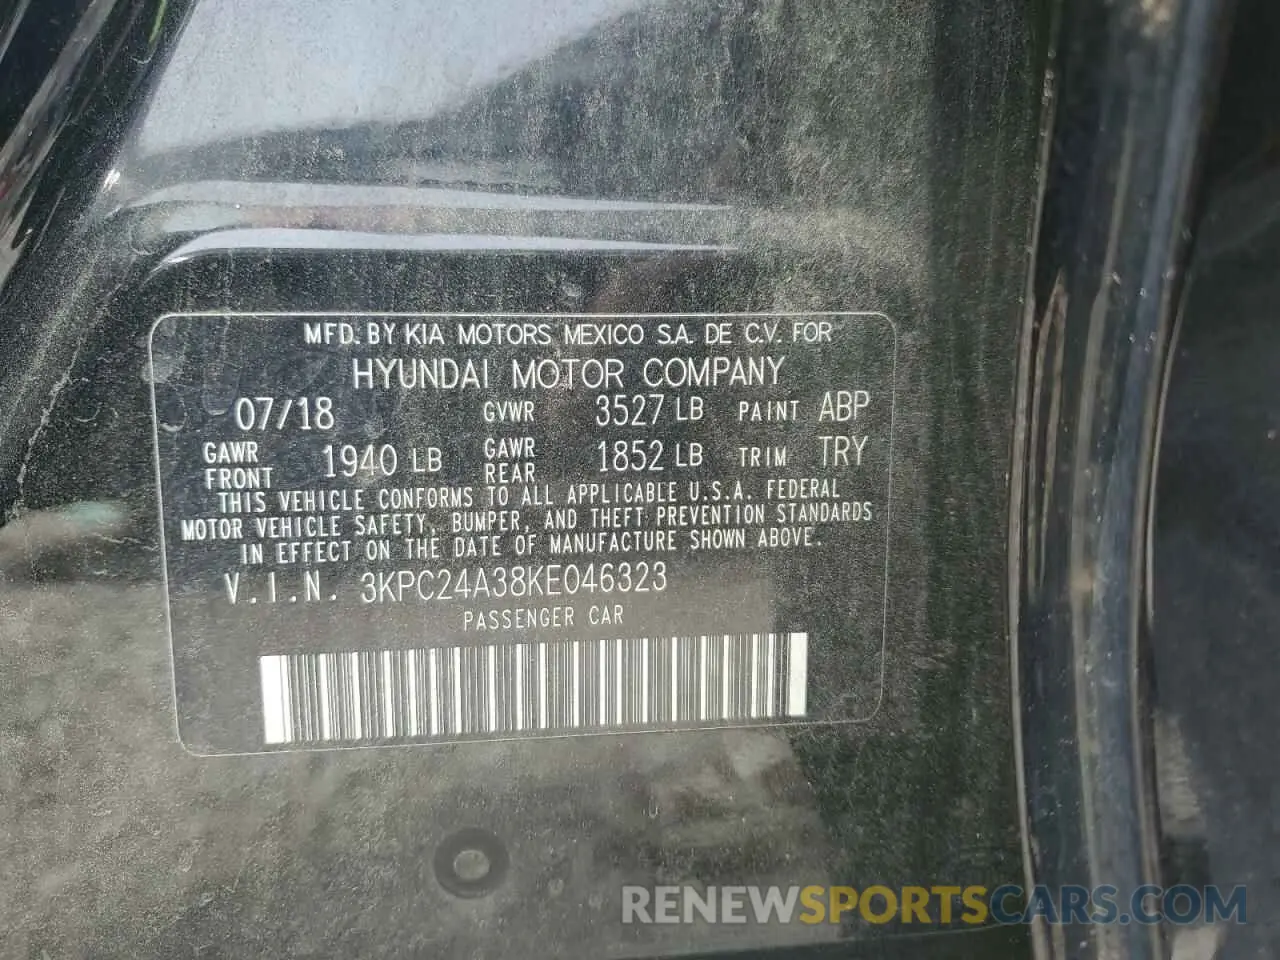 MFD. BY KIA MOTORS MEXICO S.A. DE C.V. FOR
HYUNDAI MOTOR COMPANY
07/18 GVWR 3527 LB PAINT ABP
GAWR FRONT 1940 LB GAWR REAR 1852 LB TRIM TRY
THIS VEHICLE CONFORMS TO ALL APPLICABLE U.S.A. FEDERAL
MOTOR VEHICLE SAFETY, BUMPER, AND THEFT PREVENTION STANDARDS
IN EFFECT ON THE DATE OF MANUFACTURE SHOWN ABOVE.
V.I.N. 3KPC24A38KE046323
PASSENGER CAR
RENEWSPORTSCARS.COM